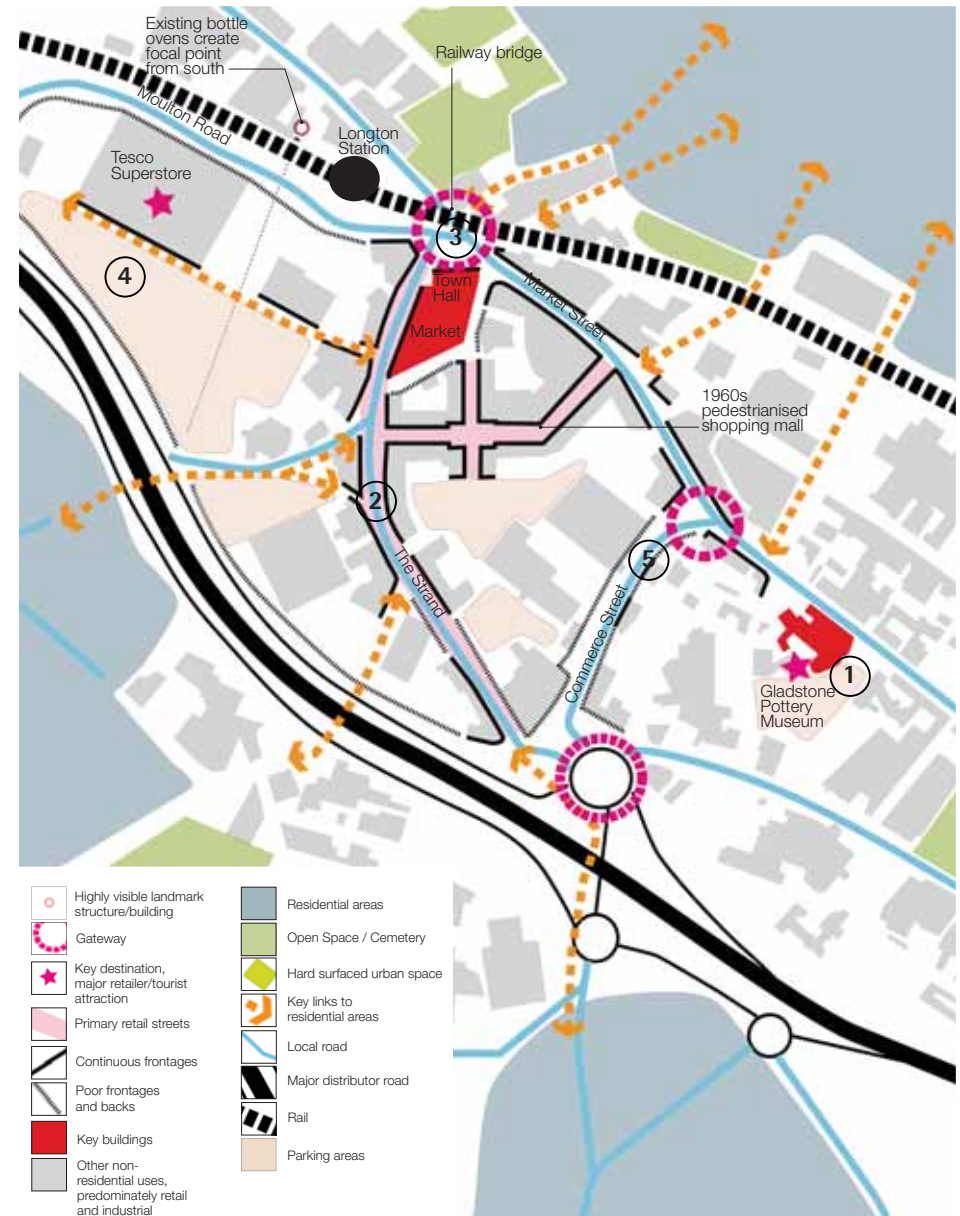 Existing bottle
ovens create
focal point
from south
Railway bridge
Moulton Road
Longton
Station
Tesco
Superstore
3
4
Town
Hall
Market
Market Street
1960s
pedestrianised
shopping mall
2
The Strand
5
Commerce Street
1
Gladstone
Pottery
Museum
Highly visible landmark
structure/building
Gateway
Key destination,
major retailer/tourist
attraction
Primary retail streets
Continuous frontages
Poor frontages
and backs
Key buildings
Other non-
residential uses,
predominately retail
and industrial
Residential areas
Open Space / Cemetery
Hard surfaced urban space
Key links to
residential areas
Local road
Major distributor road
Rail
Parking areas